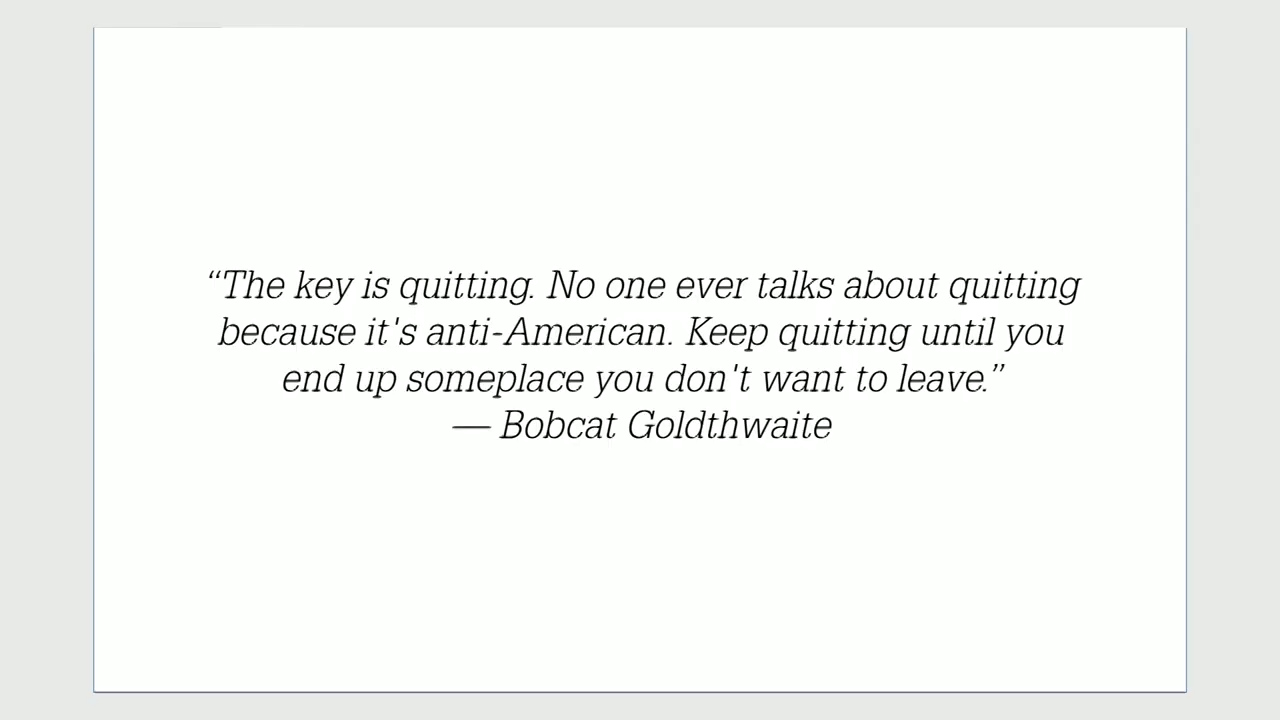 “The key is quitting. No one ever talks about quitting
because it's anti-American. Keep quitting until you
end up someplace you don't want to leave.”
— Bobcat Goldthwaite